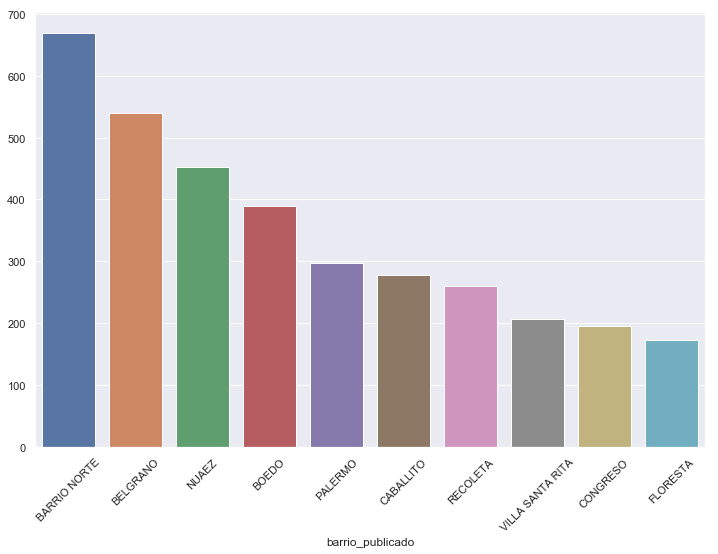 700
600
500
400
300
200
100
0
BARRIO NORTE
BELGRANO
NUAEZ
BOEDO
PALERMO
CABALLITO
RECOLETA
VILLA SANTA RITA
CONGRESO
FLORESTA
barrio_publicado